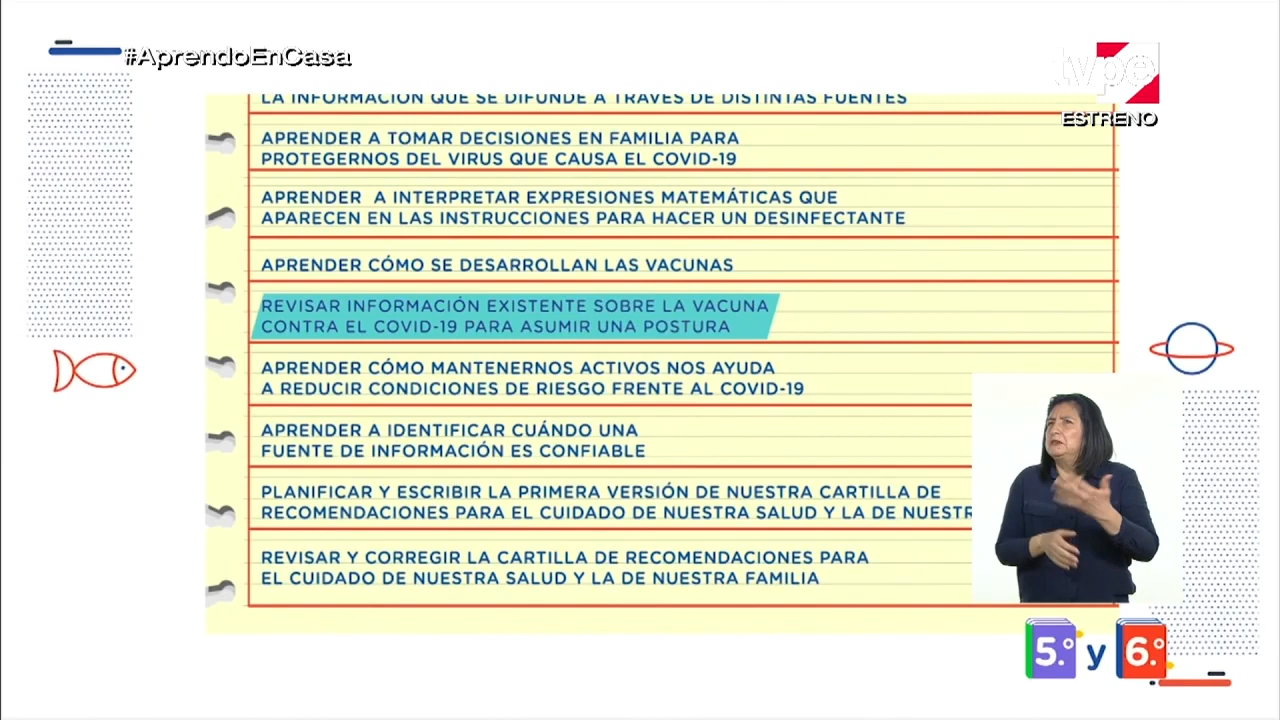 #AprendoEnCasa
tvpe
ESTRENO
LA INFORMACIÓN QUE SE DIFUNDE A TRAVÉS DE DISTINTAS FUENTES
APRENDER A TOMAR DECISIONES EN FAMILIA PARA
PROTEGERNOS DEL VIRUS QUE CAUSA EL COVID-19
APRENDER A INTERPRETAR EXPRESIONES MATEMÁTICAS QUE
APARECEN EN LAS INSTRUCCIONES PARA HACER UN DESINFECTANTE
APRENDER CÓMO SE DESARROLLAN LAS VACUNAS
REVISAR INFORMACIÓN EXISTENTE SOBRE LA VACUNA
CONTRA EL COVID-19 PARA ASUMIR UNA POSTURA
APRENDER CÓMO MANTENERNOS ACTIVOS NOS AYUDA
A REDUCIR CONDICIONES DE RIESGO FRENTE AL COVID-19
APRENDER A IDENTIFICAR CUÁNDO UNA
FUENTE DE INFORMACIÓN ES CONFIABLE
PLANIFICAR Y ESCRIBIR LA PRIMERA VERSIÓN DE NUESTRA CARTILLA DE
RECOMENDACIONES PARA EL CUIDADO DE NUESTRA SALUD Y LA DE NUESTR
REVISAR Y CORREGIR LA CARTILLA DE RECOMENDACIONES PARA
EL CUIDADO DE NUESTRA SALUD Y LA DE NUESTRA FAMILIA
5.° y 6.°